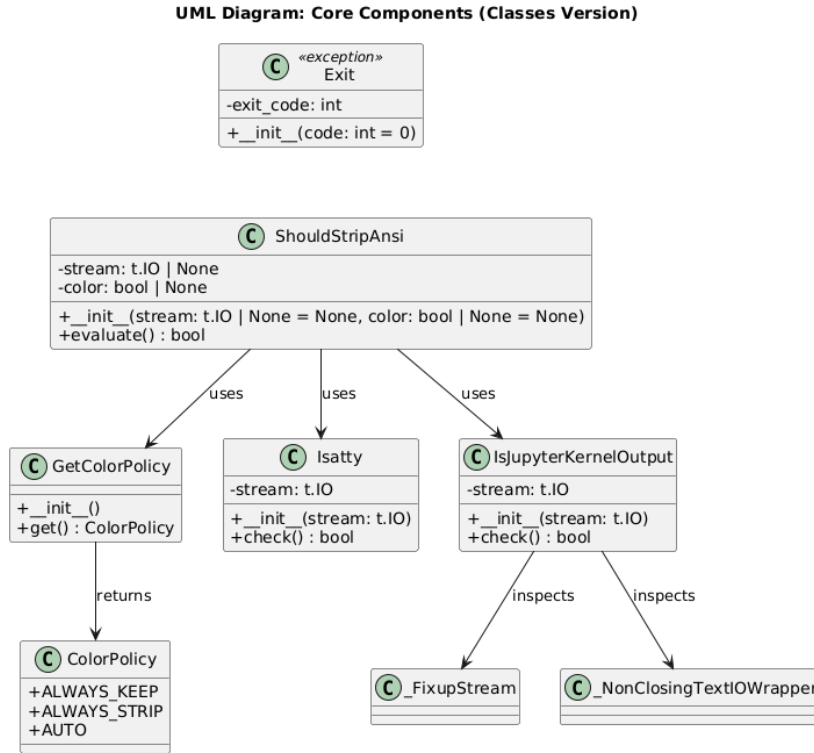 UML Diagram: Core Components (Classes Version)
C «exception»
Exit
-exit_code: int
+__init__(code: int = 0)
C ShouldStripAnsi
-stream: t.IO | None
-color: bool | None
+__init__(stream: t.IO | None = None, color: bool | None = None)
+evaluate() : bool
uses
uses
uses
C GetColorPolicy
+__init__()
+get() : ColorPolicy
C Isatty
-stream: t.IO
+__init__(stream: t.IO)
+check() : bool
C IsJupyterKernelOutput
-stream: t.IO
+__init__(stream: t.IO)
+check() : bool
returns
inspects
inspects
C ColorPolicy
+ALWAYS_KEEP
+ALWAYS_STRIP
+AUTO
C _FixupStream
C _NonClosingTextIOWrapper